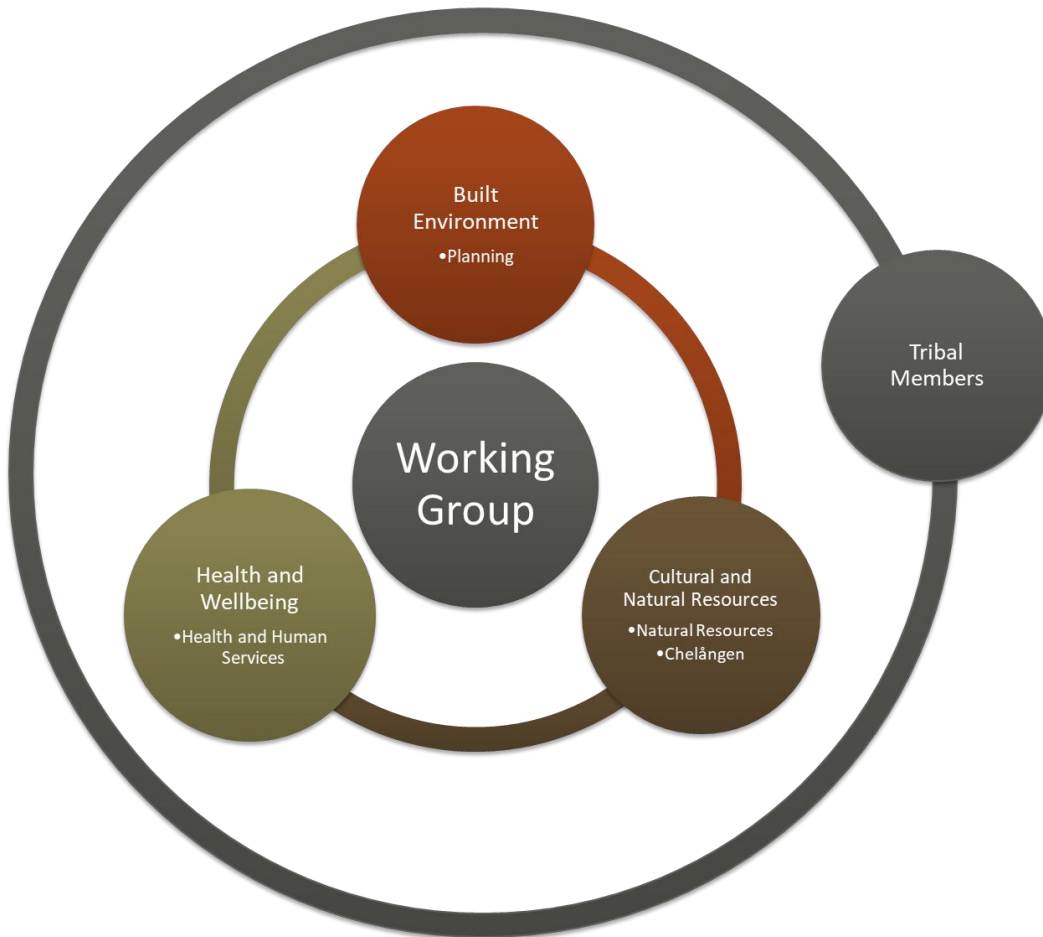 Built
Environment
•Planning
Tribal
Members
Working
Group
Health and
Wellbeing
•Health and Human
Services
Cultural and
Natural Resources
•Natural Resources
•Chelången